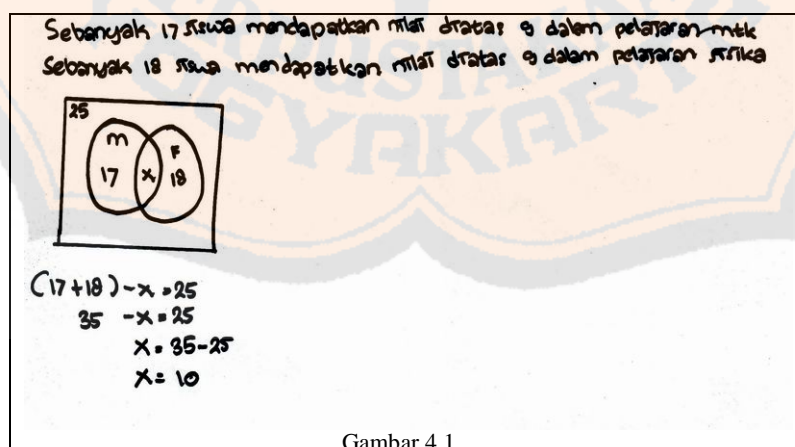 Sebanyak 17 siswa mendapatkan nilai diatas 9 dalam pelajaran mtk
Sebanyak 18 siswa mendapatkan nilai diatas 9 dalam pelajaran fisika
25
m F
17 x 18
(17+18)-x=25
35 -x=25
x=35-25
x=10
Gambar 4.1